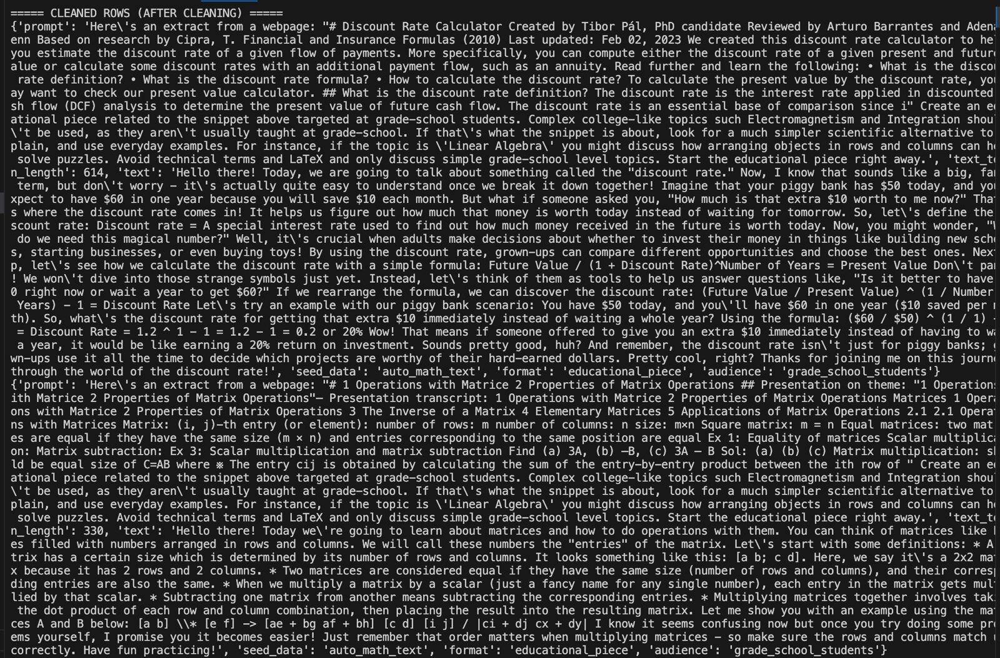 ===== CLEANED ROWS (AFTER CLEANING) =====
{'prompt': 'Here\'s an extract from a webpage: "# Discount Rate Calculator Created by Tibor Pál, PhD candidate Reviewed by Arturo Barrantes and Aden
enn Based on research by Cipra, T. Financial and Insurance Formulas (2010) Last updated: Feb 02, 2023 We created this discount rate calculator to he
you estimate the discount rate of a given flow of payments. More specifically, you can compute either the discount rate of a given present and future
alue or calculate some discount rates with an additional payment flow, such as an annuity. Read further and learn the following: • What is the disco
rate definition? • What is the discount rate formula? • How to calculate the discount rate? To calculate the present value by the discount rate, yo
ay want to check our present value calculator. ## What is the discount rate definition? The discount rate is the interest rate applied in discounted
sh flow (DCF) analysis to determine the present value of future cash flow. The discount rate is an essential base of comparison since i" Create an e
ational piece related to the snippet above targeted at grade-school students. Complex college-like topics such Electromagnetism and Integration shou
\'t be used, as they aren\'t usually taught at grade-school. If that\'s what the snippet is about, look for a much simpler scientific alternative to
plain, and use everyday examples. For instance, if the topic is \'Linear Algebra\' you might discuss how arranging objects in rows and columns can h
solve puzzles. Avoid technical terms and LaTeX and only discuss simple grade-school level topics. Start the educational piece right away.', 'text_t
n_length': 614, 'text': 'Hello there! Today, we are going to talk about something called the "discount rate." Now, I know that sounds like a big, fa
term, but don\'t worry – it\'s actually quite easy to understand once we break it down together! Imagine that your piggy bank has $50 today, and yo
xpect to have $60 in one year because you will save $10 each month. But what if someone asked you, "How much is that extra $10 worth to me now?" Tha
s where the discount rate comes in! It helps us figure out how much that money is worth today instead of waiting for tomorrow. So, let\'s define the
scount rate: Discount rate = A special interest rate used to find out how much money received in the future is worth today. Now, you might wonder, "
do we need this magical number?" Well, it\'s crucial when adults make decisions about whether to invest their money in things like building new sch
s, starting businesses, or even buying toys! By using the discount rate, grown-ups can compare different opportunities and choose the best ones. Nex
p, let\'s see how we calculate the discount rate with a simple formula: Future Value / (1 + Discount Rate)^Number of Years = Present Value Don\'t pa
! We won\'t dive into those strange symbols just yet. Instead, let\'s think of them as tools to help us answer questions like, "Is it better to have
0 right now or wait a year to get $60?" If we rearrange the formula, we can discover the discount rate: (Future Value / Present Value) ^ (1 / Number
Years) – 1 = Discount Rate Let\'s try an example with our piggy bank scenario: You have $50 today, and you\'ll have $60 in one year ($10 saved per
th). So, what\'s the discount rate for getting that extra $10 immediately instead of waiting a whole year? Using the formula: ($60 / $50) ^ (1 / 1) -
= Discount Rate = 1.2 ^ 1 – 1 = 1.2 – 1 = 0.2 or 20% Wow! That means if someone offered to give you an extra $10 immediately instead of having to w
a year, it would be like earning a 20% return on investment. Sounds pretty good, huh? And remember, the discount rate isn\'t just for piggy banks;
wn-ups use it all the time to decide which projects are worthy of their hard-earned dollars. Pretty cool, right? Thanks for joining me on this journ
through the world of the discount rate!', 'seed_data': 'auto_math_text', 'format': 'educational_piece', 'audience': 'grade_school_students'}
{'prompt': 'Here\'s an extract from a webpage: "# 1 Operations with Matrice 2 Properties of Matrix Operations ## Presentation on theme: "1 Operations
ith Matrice 2 Properties of Matrix Operations"— Presentation transcript: 1 Operations with Matrice 2 Properties of Matrix Operations Matrices 1 Oper
ons with Matrice 2 Properties of Matrix Operations 3 The Inverse of a Matrix 4 Elementary Matrices 5 Applications of Matrix Operations 2.1 2.1 Opera
ns with Matrices Matrix: (i, j)-th entry (or element): number of rows: m number of columns: n size: m×n Square matrix: m = n Equal matrices: two mat
es are equal if they have the same size (m × n) and entries corresponding to the same position are equal Ex 1: Equality of matrices Scalar multiplic
on: Matrix subtraction: Ex 3: Scalar multiplication and matrix subtraction Find (a) 3A, (b) –B, (c) 3A – B Sol: (a) (b) (c) Matrix multiplication: s
ld be equal size of C=AB where ※ The entry cij is obtained by calculating the sum of the entry-by-entry product between the ith row of " Create an e
ational piece related to the snippet above targeted at grade-school students. Complex college-like topics such Electromagnetism and Integration shou
\'t be used, as they aren\'t usually taught at grade-school. If that\'s what the snippet is about, look for a much simpler scientific alternative to
plain, and use everyday examples. For instance, if the topic is \'Linear Algebra\' you might discuss how arranging objects in rows and columns can h
solve puzzles. Avoid technical terms and LaTeX and only discuss simple grade-school level topics. Start the educational piece right away.', 'text_t
n_length': 330, 'text': 'Hello there! Today we\'re going to learn about matrices and how to do operations with them. You can think of matrices like
es filled with numbers arranged in rows and columns. We will call these numbers the "entries" of the matrix. Let\'s start with some definitions: * A
trix has a certain size which is determined by its number of rows and columns. It looks something like this: [a b; c d]. Here, we say it\'s a 2x2 mat
x because it has 2 rows and 2 columns. * Two matrices are considered equal if they have the same size (number of rows and columns), and their corresp
ding entries are also the same. * When we multiply a matrix by a scalar (just a fancy name for any single number), each entry in the matrix gets mul
lied by that scalar. * Subtracting one matrix from another means subtracting the corresponding entries. * Multiplying matrices together involves tak
the dot product of each row and column combination, then placing the result into the resulting matrix. Let me show you with an example using the mat
ces A and B below: [a b] \\* [e f] –> [ae + bg af + bh] [c d] [i j] / |ci + dj cx + dy| I know it seems confusing now but once you try doing some pr
ems yourself, I promise you it becomes easier! Just remember that order matters when multiplying matrices – so make sure the rows and columns match
correctly. Have fun practicing!', 'seed_data': 'auto_math_text', 'format': 'educational_piece', 'audience': 'grade_school_students'}